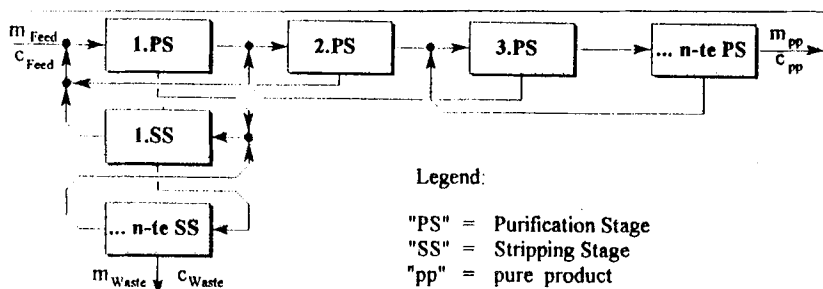 m Feed
c Feed
1.PS
2.PS
3.PS
... n-te PS
m pp
c pp
1.SS
... n-te SS
m Waste c Waste
Legend:
"PS" = Purification Stage
"SS" = Stripping Stage
"pp" = pure product